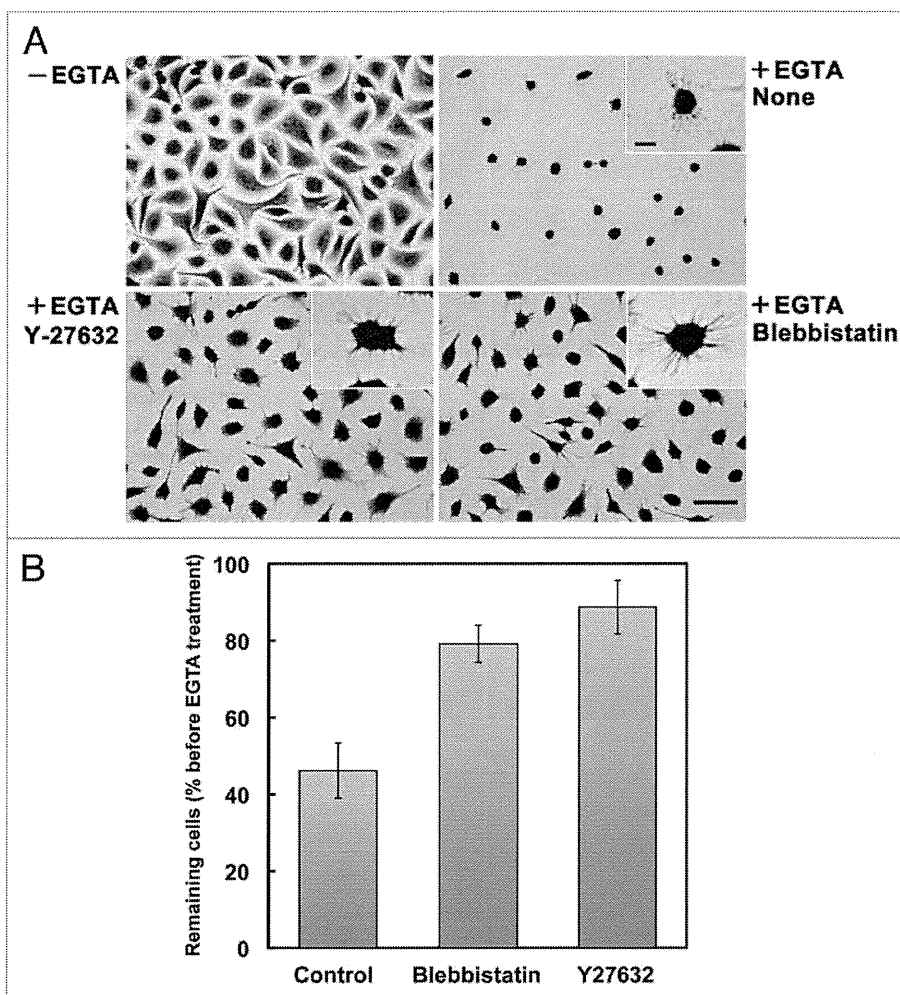 A
−EGTA
+EGTA
None
+EGTA
Y-27632
+EGTA
Blebbistatin
B
Remaining cells (% before EGTA treatment)
100
80
60
40
20
0
Control
Blebbistatin
Y27632